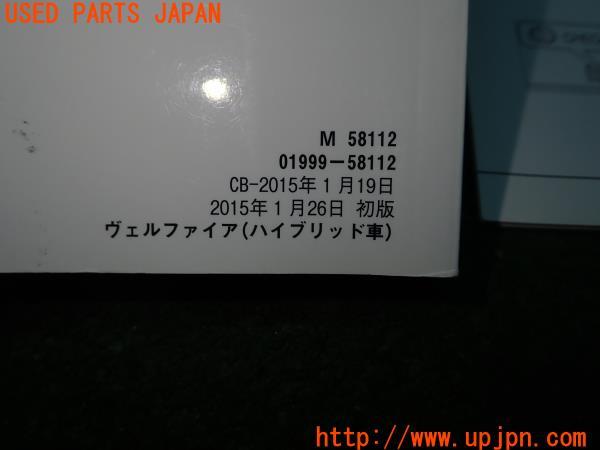 USED PARTS JAPAN
M 58112
01999-58112
CB-2015年1月19日
2015年1月26日 初版
ヴェルファイア(ハイブリッド車)
http://www.upjpn.com